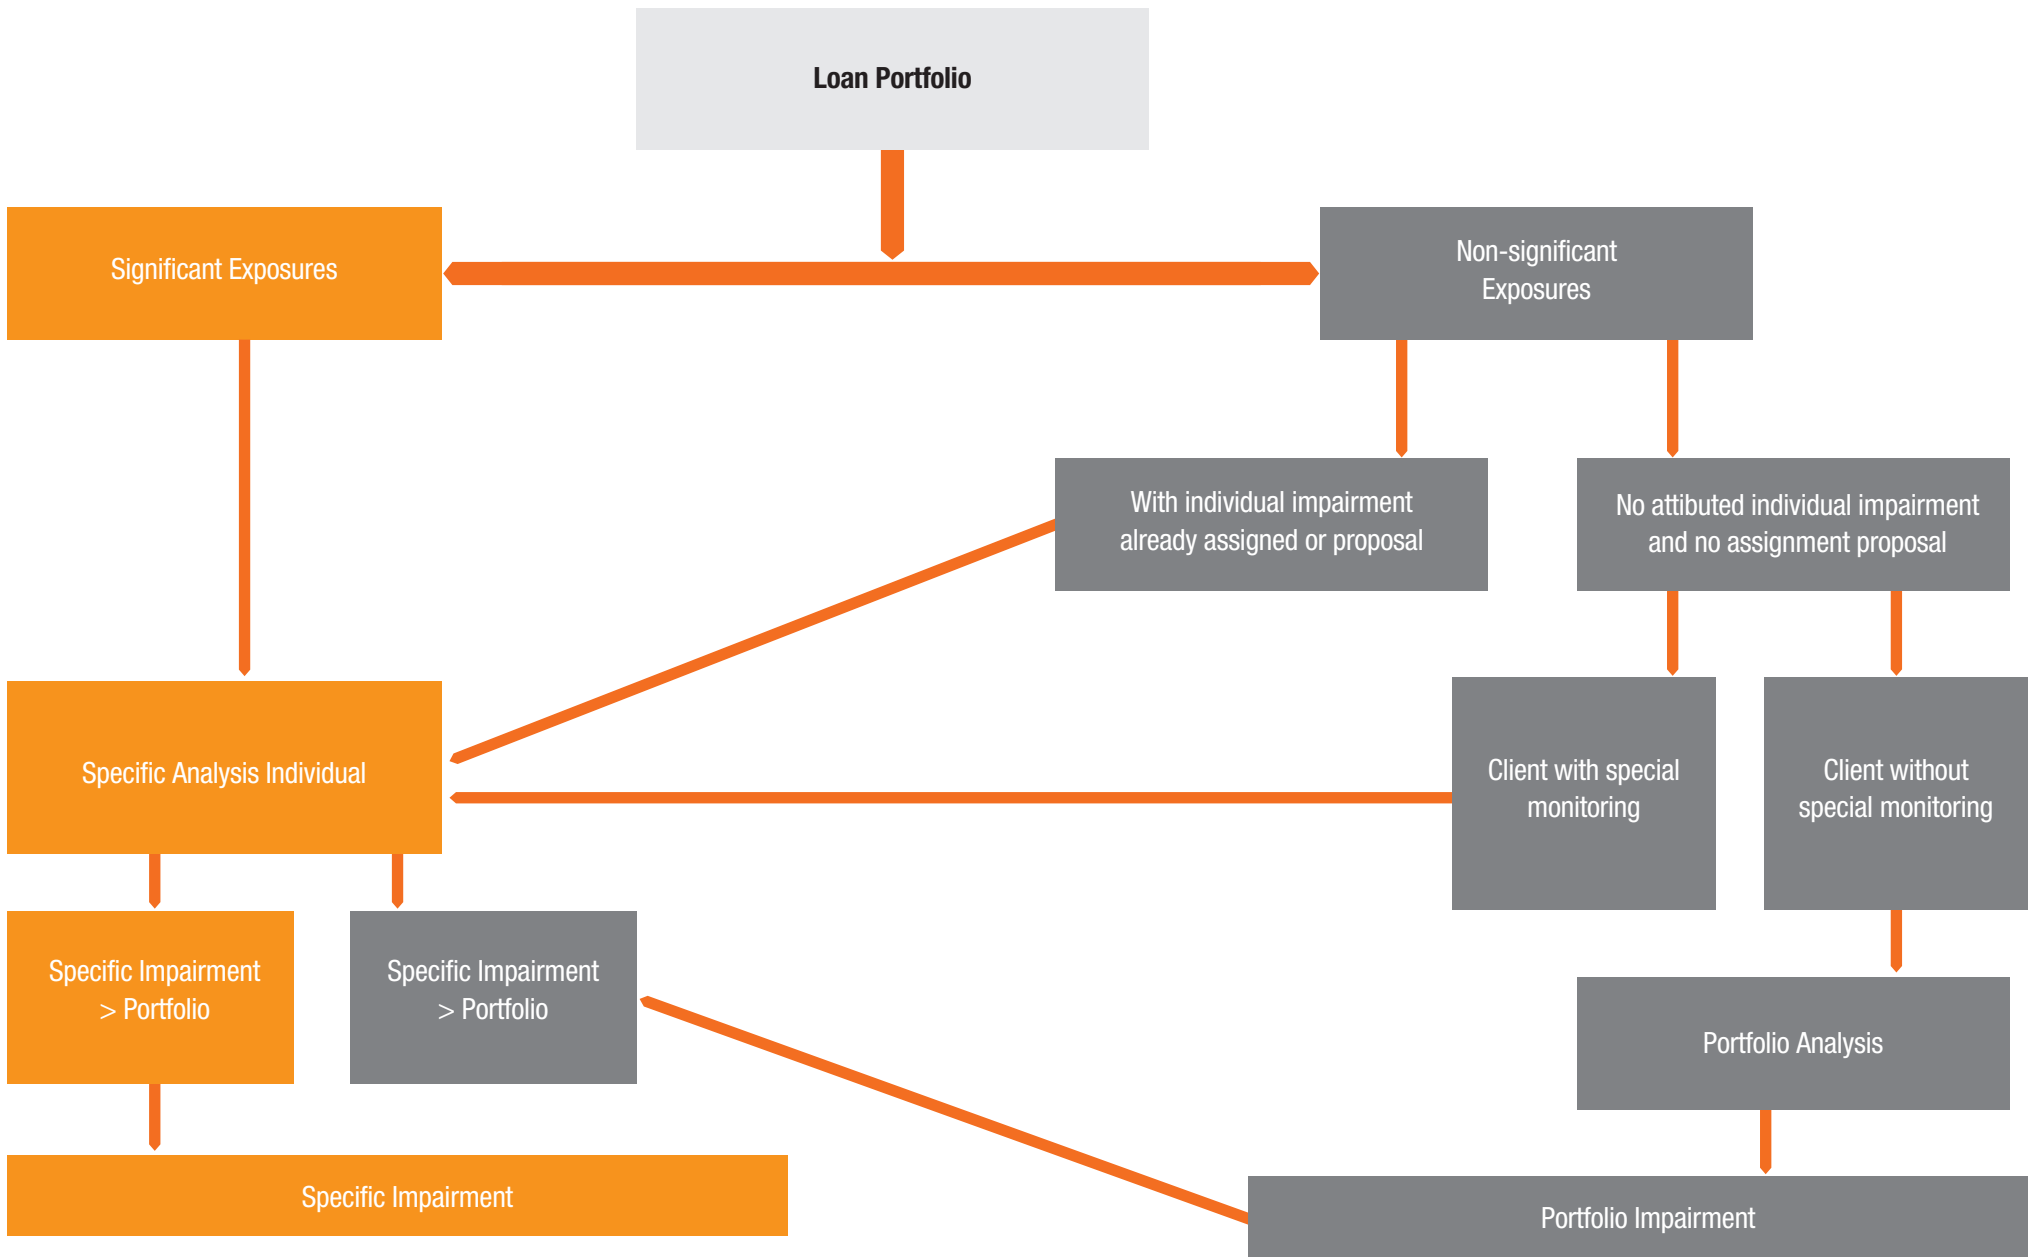 Loan Portfolio
Significant Exposures
Non-significant
Exposures
With individual impairment
already assigned or proposal
No attibuted individual impairment
and no assignment proposal
Specific Analysis Individual
Client with special
monitoring
Client without
special monitoring
Specific Impairment
> Portfolio
Specific Impairment
> Portfolio
Portfolio Analysis
Specific Impairment
Portfolio Impairment